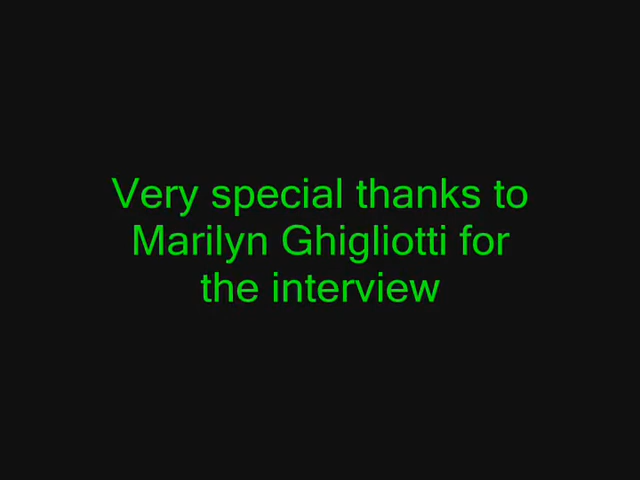 Very special thanks to
Marilyn Ghigliotti for
the interview